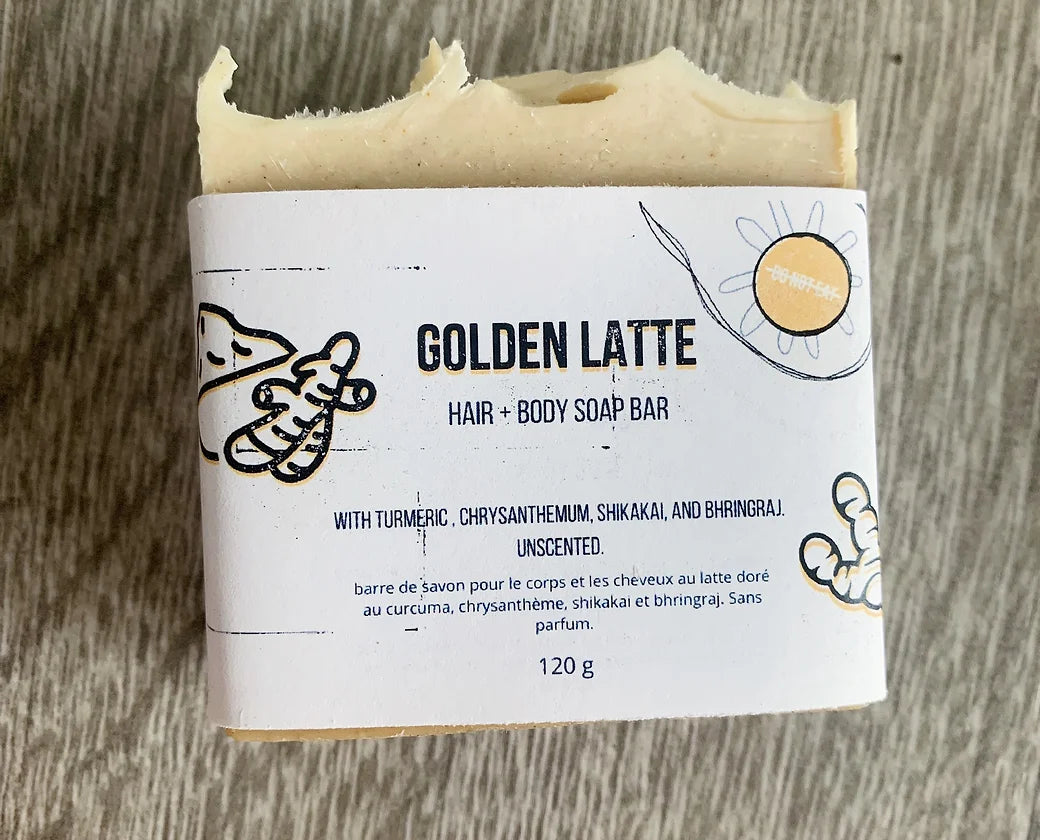 DO NOT EAT
GOLDEN LATTE
HAIR + BODY SOAP BAR
WITH TURMERIC , CHRYSANTHEMUM, SHIKAKAI, AND BHRINGRAJ.
UNSCENTED.
barre de savon pour le corps et les cheveux au latte doré
au curcuma, chrysanthème, shikakai et bhringraj. Sans
parfum.
120 g